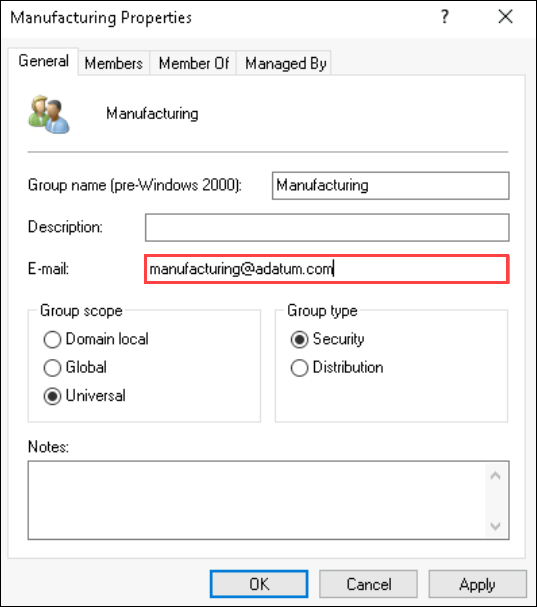 Manufacturing Properties ? ×
General Members Member Of Managed By
Manufacturing
Group name (pre-Windows 2000): Manufacturing
Description:
E-mail: manufacturing@adatum.com
Group scope
Domain local
Global
Universal
Group type
Security
Distribution
Notes:
OK Cancel Apply